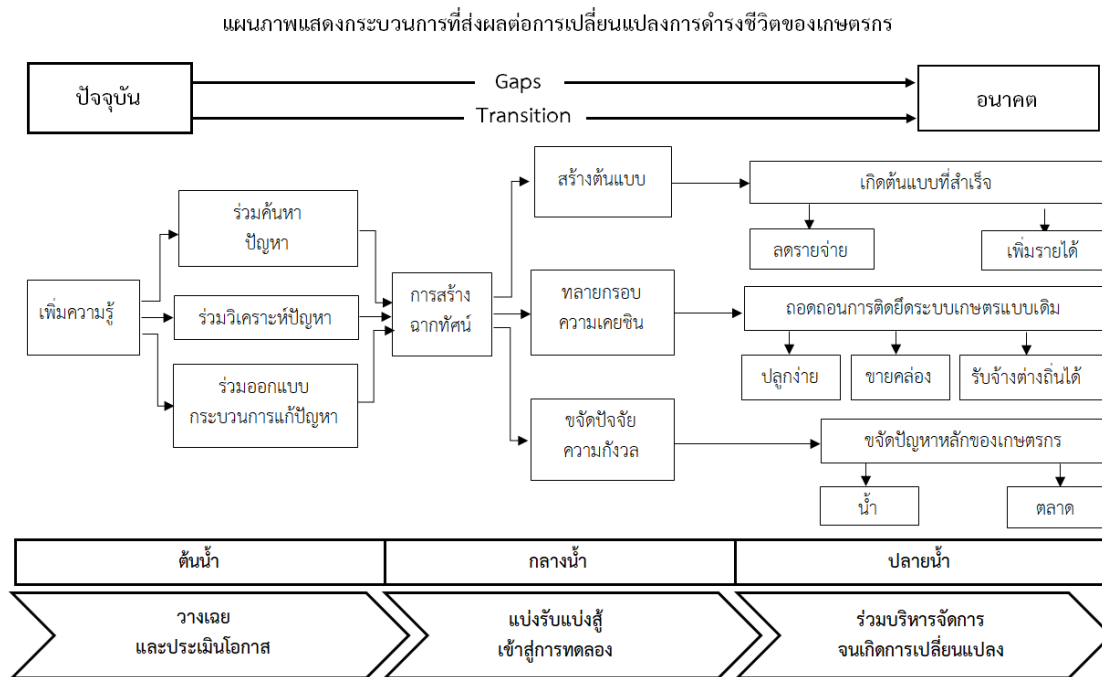 แผนภาพแสดงกระบวนการที่ส่งผลต่อการเปลี่ยนแปลงการดำรงชีวิตของเกษตรกร
ปัจจุบัน
Gaps
Transition
อนาคต
เพิ่มความรู้
ร่วมค้นหา
ปัญหา
ร่วมวิเคราะห์ปัญหา
ร่วมออกแบบ
กระบวนการแก้ปัญหา
การสร้าง
ฉากทัศน์
สร้างต้นแบบ
เกิดต้นแบบที่สำเร็จ
ลดรายจ่าย
เพิ่มรายได้
ทลายกรอบ
ความเคยชิน
ถอดถอนการติดยึดระบบเกษตรแบบเดิม
ปลูกง่าย
ขายคล่อง
รับจ้างต่างถิ่นได้
ขจัดปัจจัย
ความกังวล
ขจัดปัญหาหลักของเกษตรกร
น้ำ
ตลาด
ต้นน้ำ
กลางน้ำ
ปลายน้ำ
วางเฉย
และประเมินโอกาส
แบ่งรับแบ่งสู้
เข้าสู่การทดลอง
ร่วมบริหารจัดการ
จนเกิดการเปลี่ยนแปลง